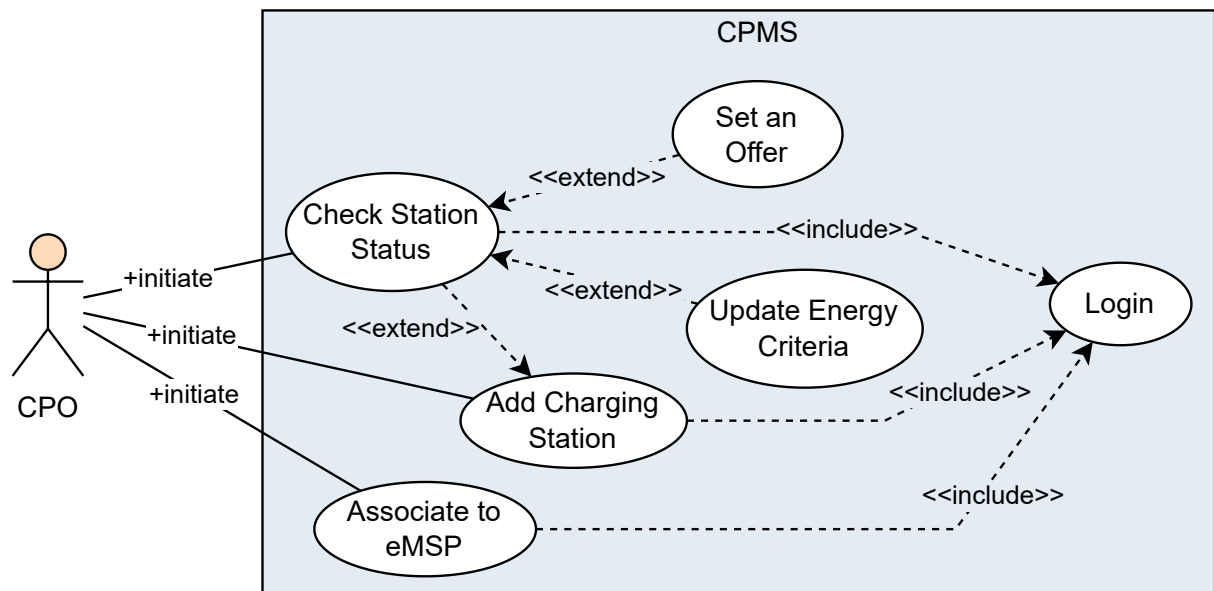 CPMS
Set an
Offer
<<extend>>
Check Station
Status
<<include>>
+initiate
<<extend>>
Update Energy
Criteria
Login
<<extend>>
+initiate
CPO
+initiate
Add Charging
Station
<<include>>
<<include>>
Associate to
eMSP